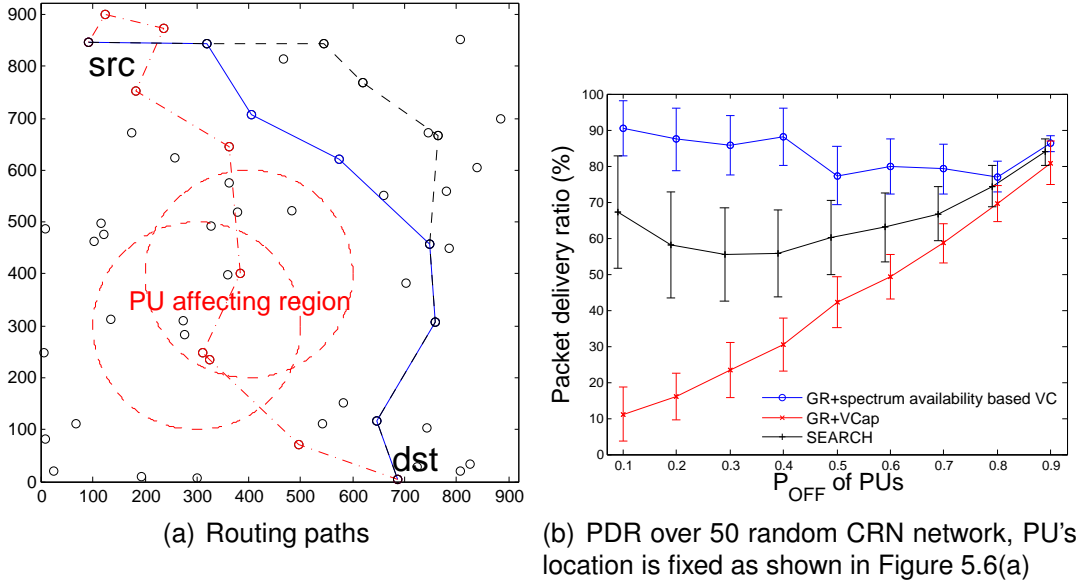 900
800
700
600
500
400
300
200
100
0
0 100 200 300 400 500 600 700 800 900
src
PU affecting region
dst
(a) Routing paths
Packet delivery ratio (%)
100
90
80
70
60
50
40
30
20
10
0
GR+spectrum availability based VC
GR+VCap
SEARCH
0.1 0.2 0.3 0.4 0.5 0.6 0.7 0.8 0.9
P_OFF of PUs
(b) PDR over 50 random CRN network, PU's
location is fixed as shown in Figure 5.6(a)